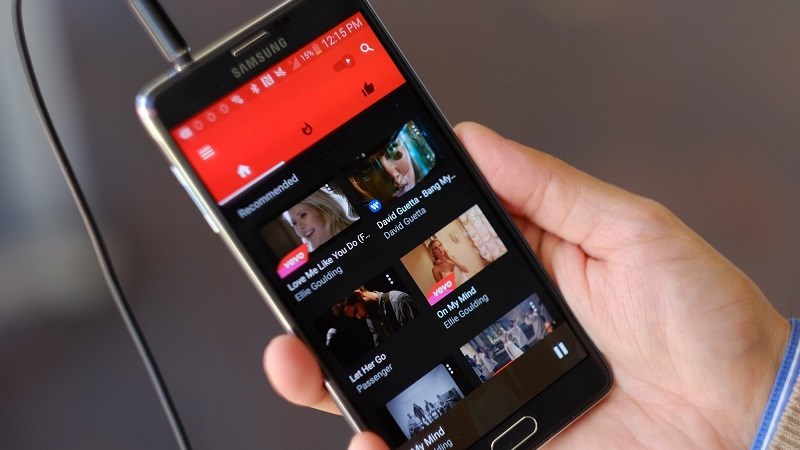 SAMSUNG
15% 12:15 PM
Recommended
vevo
Love Me Like You Do (F...
Ellie Goulding
David Guetta - Bang My...
David Guetta
Let Her Go
Passenger
vevo
On My Mind
Ellie Goulding
My Mind